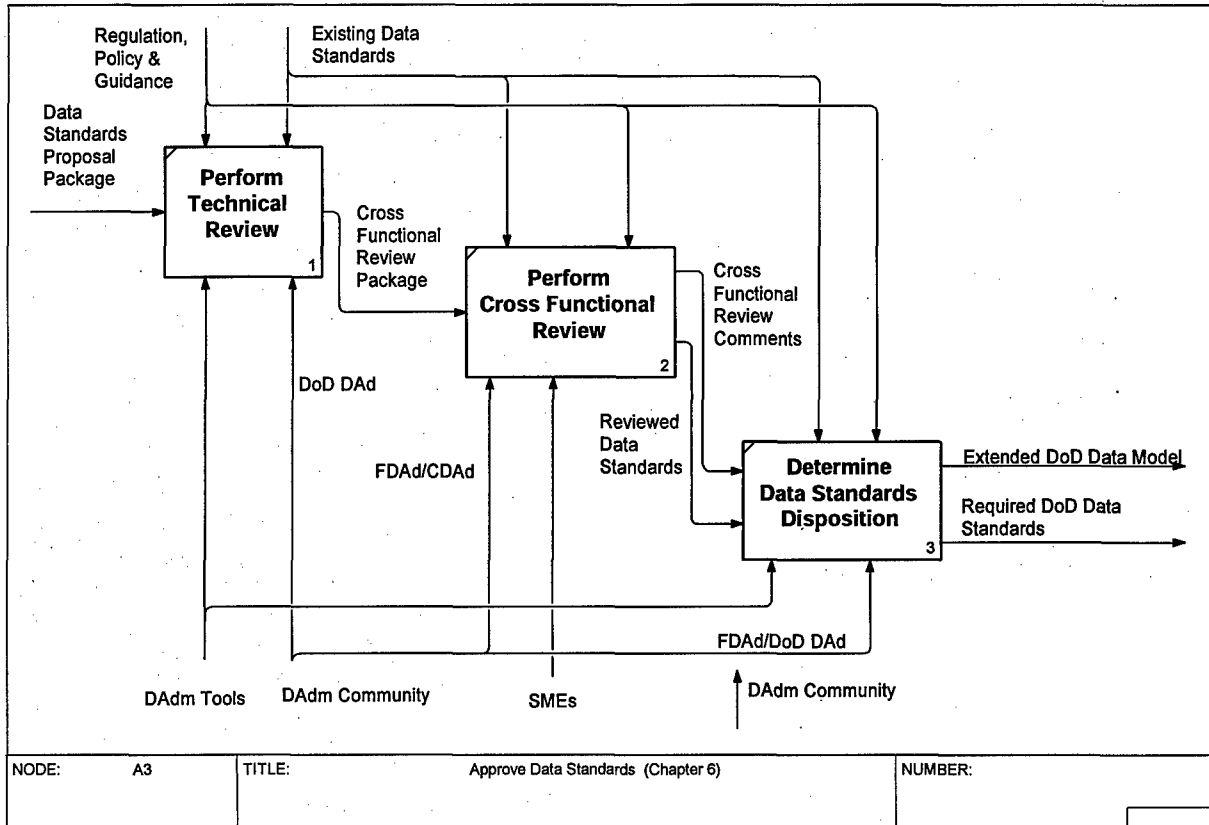 Regulation,
Policy &
Guidance
Existing Data
Standards
Data
Standards
Proposal
Package
Perform
Technical
Review
1
Cross
Functional
Review
Package
Perform
Cross Functional
Review
2
Cross
Functional
Review
Comments
DoD DAd
FDAd/CDAd
Reviewed
Data
Standards
Determine
Data Standards
Disposition
3
Extended DoD Data Model
Required DoD Data
Standards
FDAd/DoD DAd
DAdm Tools
DAdm Community
SMEs
DAdm Community
NODE: A3 TITLE: Approve Data Standards (Chapter 6) NUMBER: